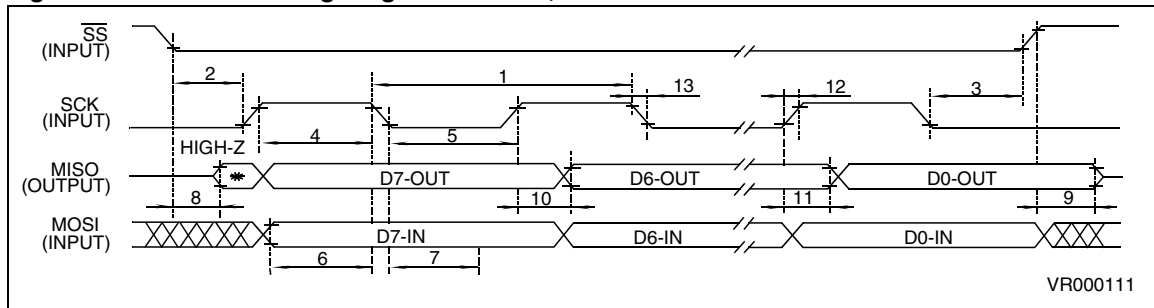 SS
(INPUT)
2
1
13
12
3
SCK
(INPUT)
4
5
HIGH-Z
MISO
(OUTPUT)
D7-OUT
D6-OUT
D0-OUT
8
10
11
9
MOSI
(INPUT)
D7-IN
D6-IN
D0-IN
6
7
VR000111